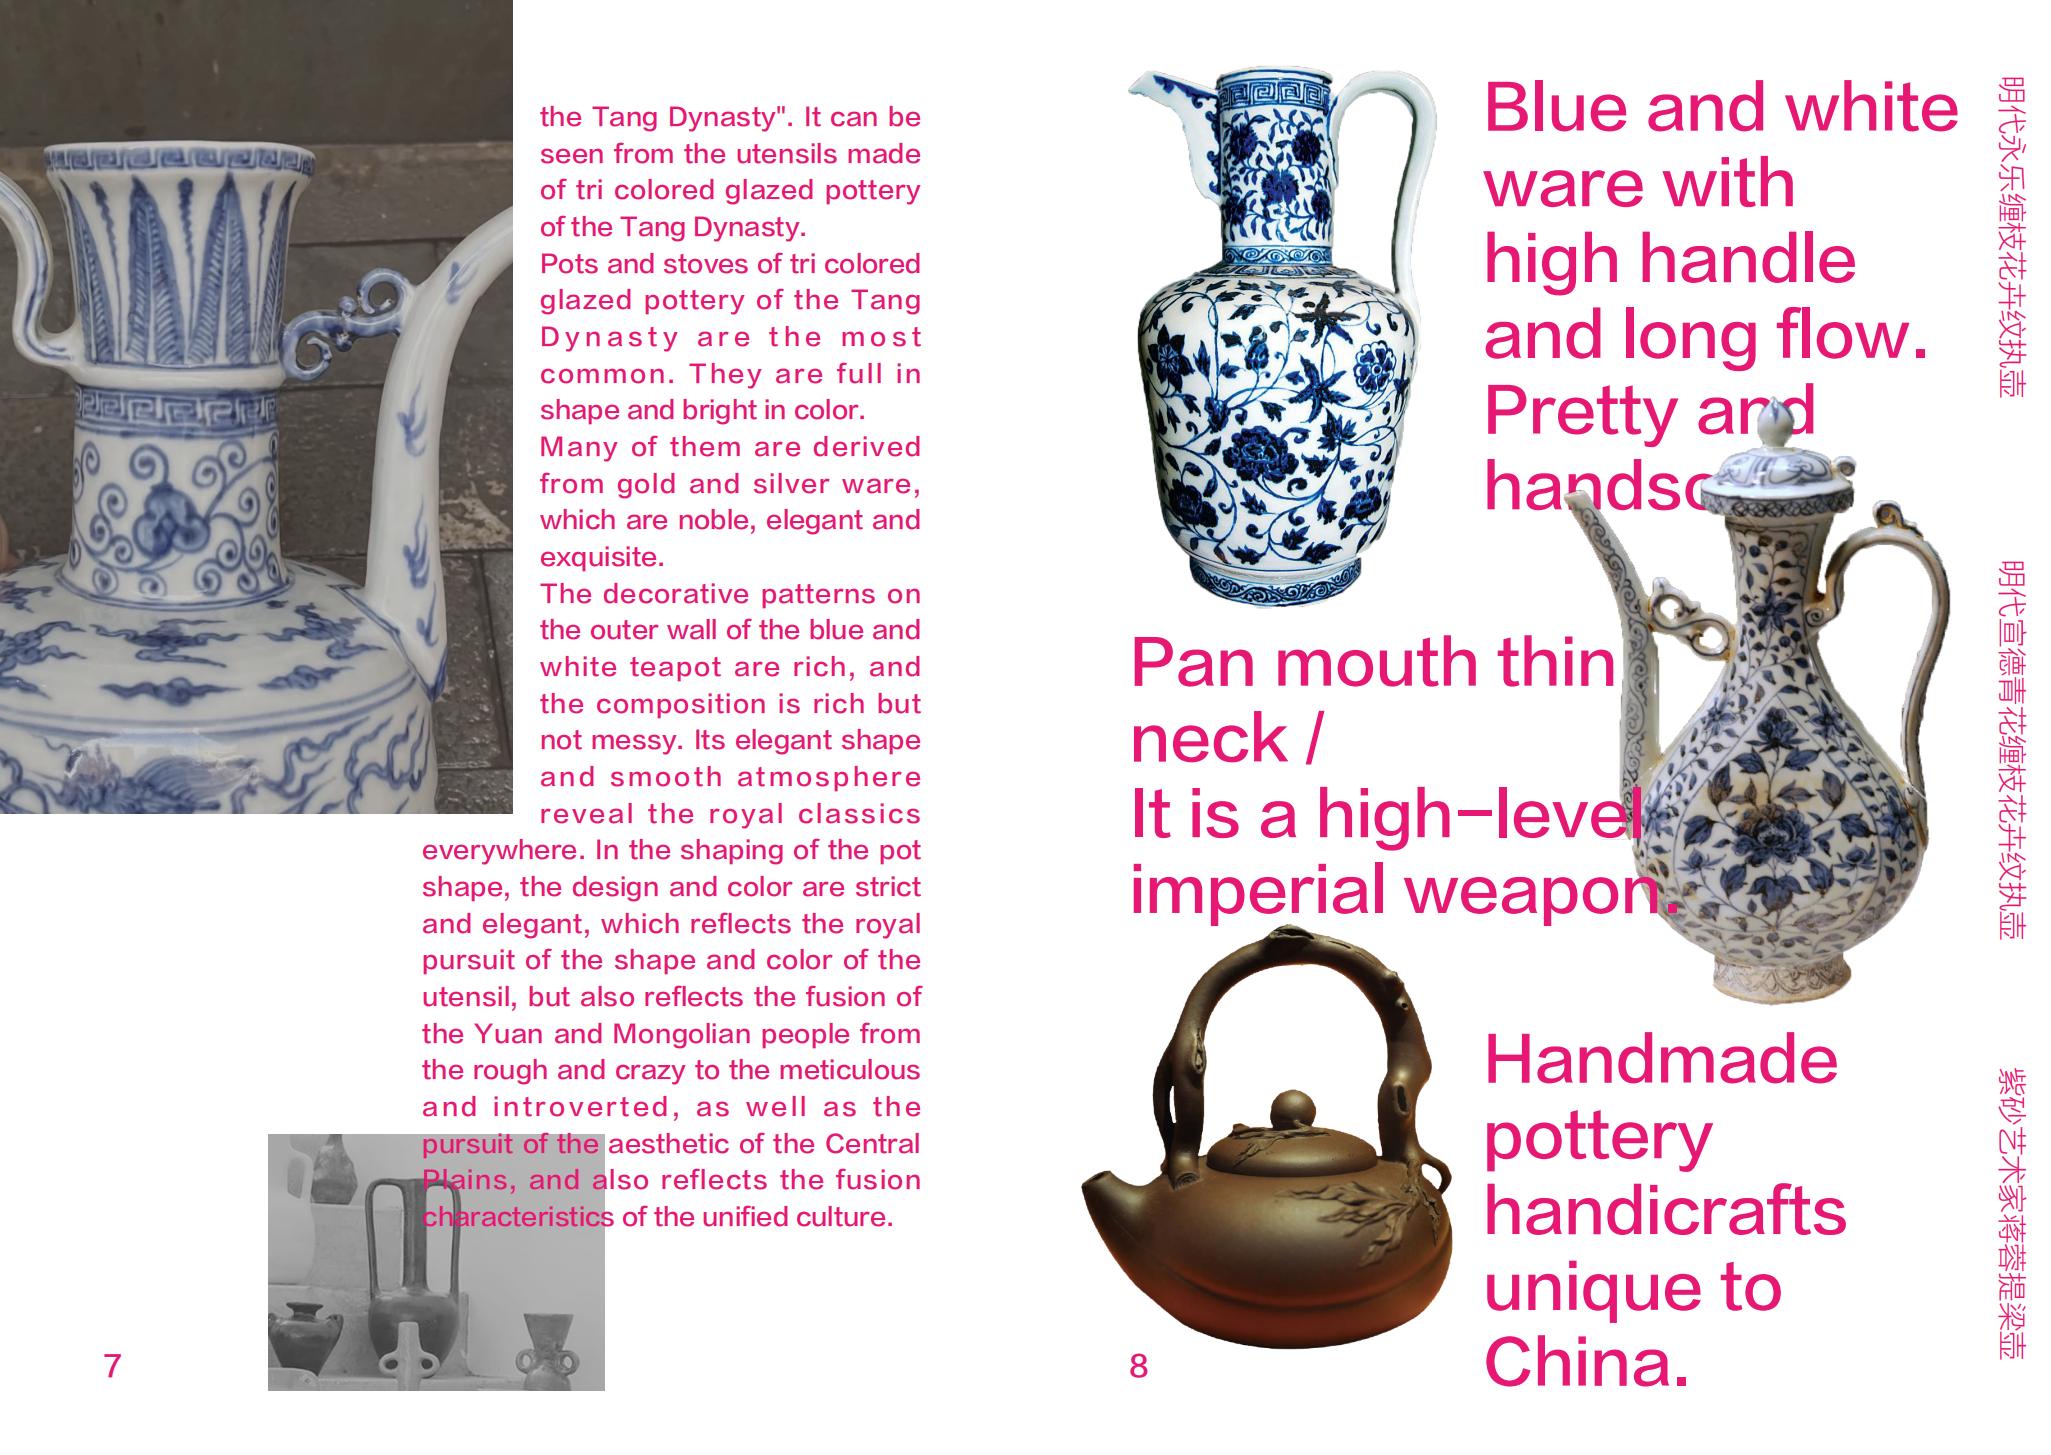 the Tang Dynasty". It can be
seen from the utensils made
of tri colored glazed pottery
of the Tang Dynasty.
Pots and stoves of tri colored
glazed pottery of the Tang
Dynasty are the most
common. They are full in
shape and bright in color.
Many of them are derived
from gold and silver ware,
which are noble, elegant and
exquisite.
The decorative patterns on
the outer wall of the blue and
white teapot are rich, and
the composition is rich but
not messy. Its elegant shape
and smooth atmosphere
reveal the royal classics
everywhere. In the shaping of the pot
shape, the design and color are strict
and elegant, which reflects the royal
pursuit of the shape and color of the
utensil, but also reflects the fusion of
the Yuan and Mongolian people from
the rough and crazy to the meticulous
and introverted, as well as the
pursuit of the aesthetic of the Central
Plains, and also reflects the fusion
characteristics of the unified culture.
7
Blue and white
ware with
high handle
and long flow.
Pretty and
Pan mouth thin
neck /
It is a high-level
imperial weapon.
Handmade
pottery
handicrafts
unique to
China.
8
明代永乐缠枝花卉纹执壶
明代宣德青花缠枝花卉纹执壶
紫砂艺术家蒋蓉提梁壶